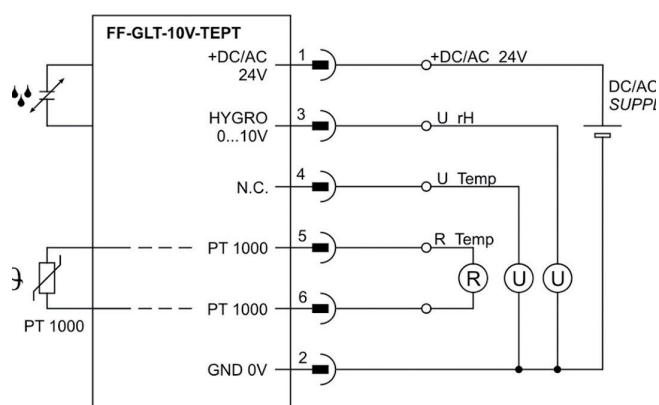 FF-GLT-10V-TEPT
+DC/AC
24V
1
+DC/AC 24V
DC/AC
SUPPL
HYGRO
0...10V
3
U rH
N.C.
4
U Temp
PT 1000
5
R Temp
R
U
U
PT 1000
6
PT 1000
GND 0V
2